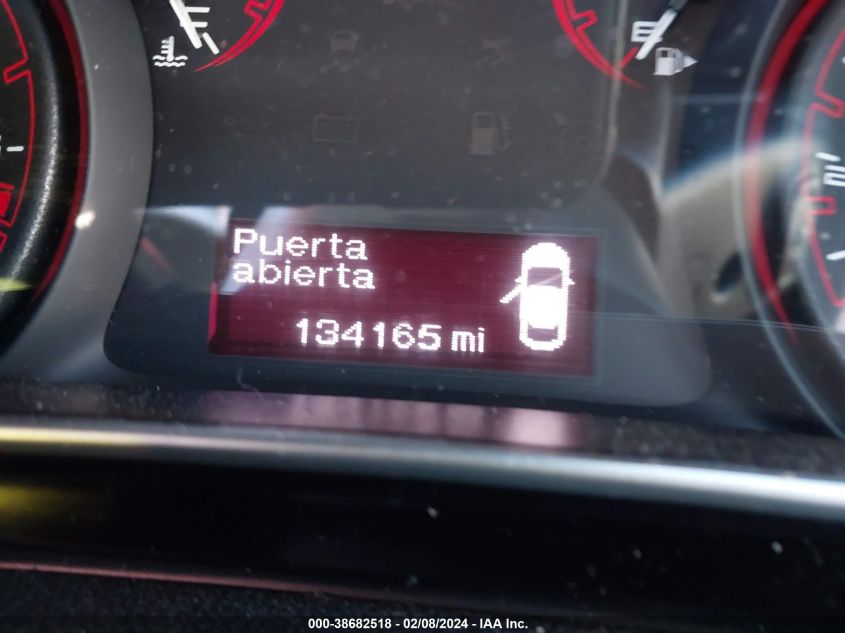 E
Puerta
abierta
134165 mi
000-38682518 - 02/08/2024 - IAA Inc.